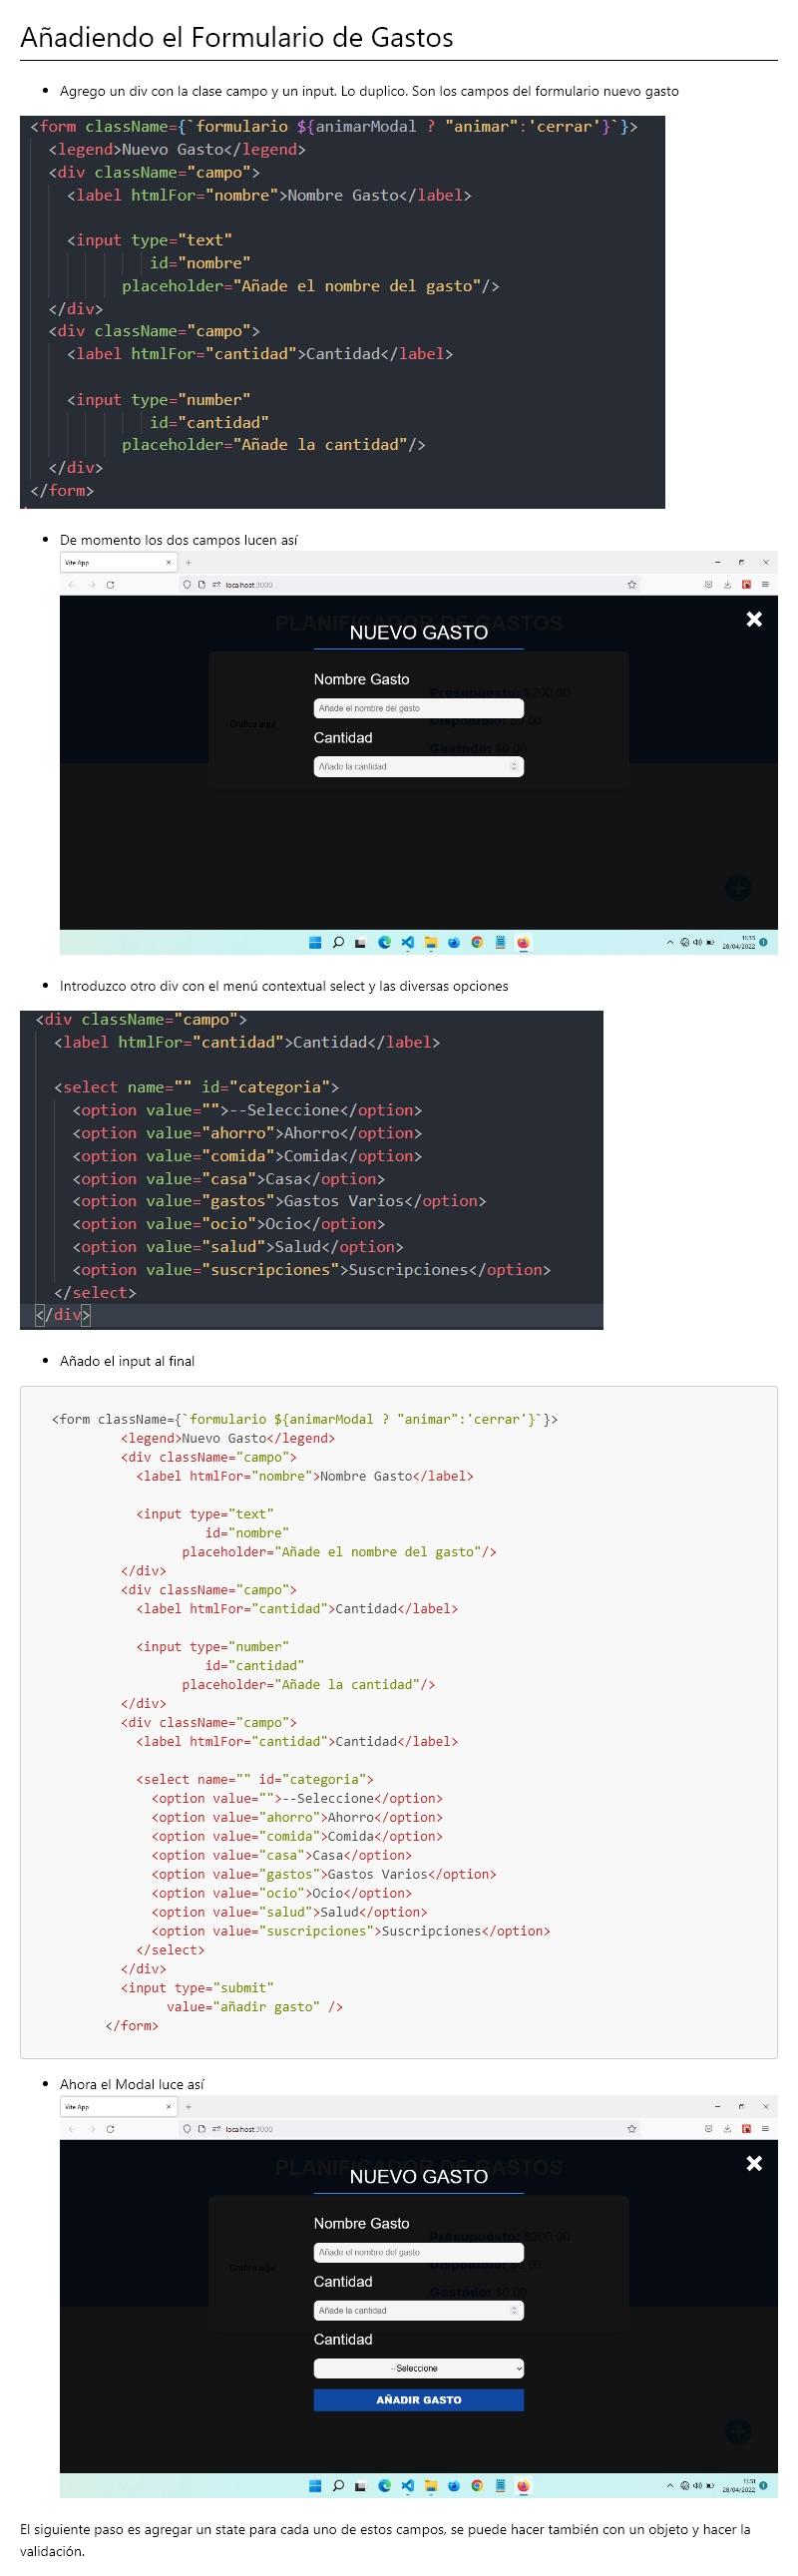 Añadiendo el Formulario de Gastos
• Agrego un div con la clase campo y un input. Lo duplico. Son los campos del formulario nuevo gasto
<form className={`formulario ${animarModal ? "animar":'cerrar'}`}>
<legend>Nuevo Gasto</legend>
<div className="campo">
<label htmlFor="nombre">Nombre Gasto</label>
<input type="text"
id="nombre"
placeholder="Añade el nombre del gasto"/>
</div>
<div className="campo">
<label htmlFor="cantidad">Cantidad</label>
<input type="number"
id="cantidad"
placeholder="Añade la cantidad"/>
</div>
</form>
• De momento los dos campos lucen así
Vite App
localhost:3000
PLANIFICADOR DE GASTOS
NUEVO GASTO
Nombre Gasto
Presupuesto: $200.00
Añade el nombre del gasto
Gráfica aquí
Disponible: $0.00
Cantidad
Gastado: $0.00
Añade la cantidad
11:35
28/04/2022
• Introduzco otro div con el menú contextual select y las diversas opciones
<div className="campo">
<label htmlFor="cantidad">Cantidad</label>
<select name="" id="categoria">
<option value="">--Seleccione</option>
<option value="ahorro">Ahorro</option>
<option value="comida">Comida</option>
<option value="casa">Casa</option>
<option value="gastos">Gastos Varios</option>
<option value="ocio">Ocio</option>
<option value="salud">Salud</option>
<option value="suscripciones">Suscripciones</option>
</select>
</div>
• Añado el input al final
<form className={`formulario ${animarModal ? "animar":'cerrar'}`}>
<legend>Nuevo Gasto</legend>
<div className="campo">
<label htmlFor="nombre">Nombre Gasto</label>
<input type="text"
id="nombre"
placeholder="Añade el nombre del gasto"/>
</div>
<div className="campo">
<label htmlFor="cantidad">Cantidad</label>
<input type="number"
id="cantidad"
placeholder="Añade la cantidad"/>
</div>
<div className="campo">
<label htmlFor="cantidad">Cantidad</label>
<select name="" id="categoria">
<option value="">--Seleccione</option>
<option value="ahorro">Ahorro</option>
<option value="comida">Comida</option>
<option value="casa">Casa</option>
<option value="gastos">Gastos Varios</option>
<option value="ocio">Ocio</option>
<option value="salud">Salud</option>
<option value="suscripciones">Suscripciones</option>
</select>
</div>
<input type="submit"
value="añadir gasto" />
</form>
• Ahora el Modal luce así
Vite App
localhost:3000
PLANIFICADOR DE GASTOS
NUEVO GASTO
Nombre Gasto
Presupuesto: $200.00
Añade el nombre del gasto
Gráfica aquí
Disponible: $0.00
Cantidad
Gastado: $0.00
Añade la cantidad
Cantidad
--Seleccione
AÑADIR GASTO
11:51
28/04/2022
El siguiente paso es agregar un state para cada uno de estos campos, se puede hacer también con un objeto y hacer la
validación.